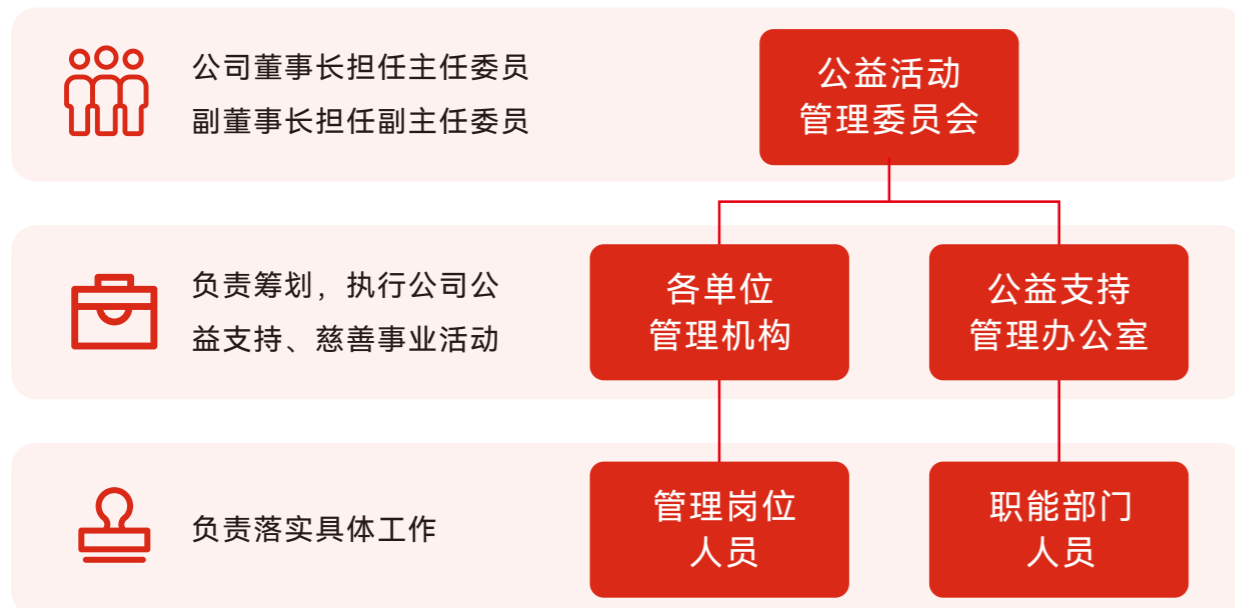 公司董事长担任主任委员
副董事长担任副主任委员
公益活动
管理委员会
负责筹划，执行公司公
益支持、慈善事业活动
各单位
管理机构
公益支持
管理办公室
负责落实具体工作
管理岗位
人员
职能部门
人员